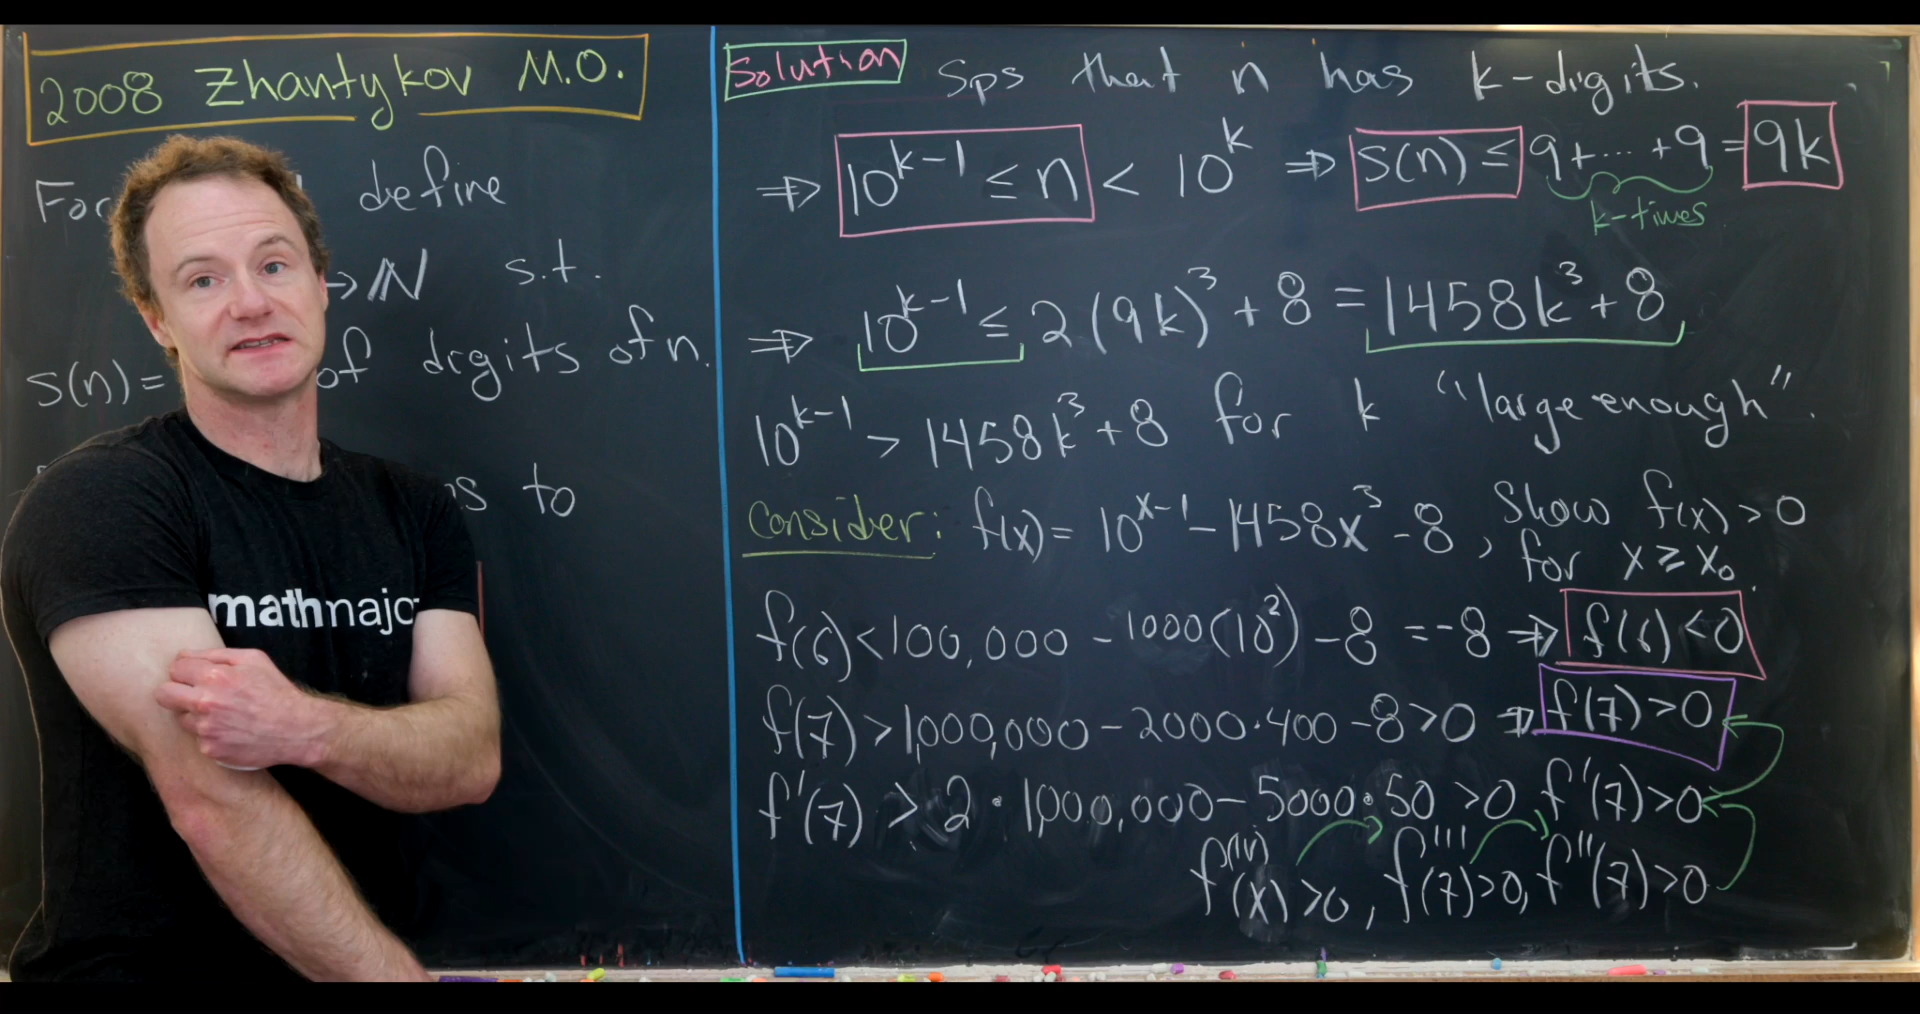 2008 Zhantykov M.O.
For define
→ ℕ s.t.
s(n) = of digits of n.
to
mathmajo
Solution Sps that n has k-digits.
⇒ 10^{k-1} ≤ n < 10^k ⇒ s(n) ≤ 9+⋯+9 = 9k
k-times
⇒ 10^{k-1} ≤ 2(9k)^3 + 8 = 1458k^3 + 8
10^{k-1} > 1458k^3 + 8 for k "large enough".
Consider: f(x) = 10^{x-1} - 1458x^3 - 8, Show f(x) > 0
for x ≥ x_0.
f(6) < 100,000 - 1000(10^2) - 8 = -8 ⇒ f(6) < 0
f(7) > 1,000,000 - 2000·400 - 8 > 0 ⇒ f(7) > 0
f'(7) > 2·1,000,000 - 5000·50 > 0 f'(7) > 0
f^{(iv)}(x) > 0, f'''(7) > 0, f''(7) > 0